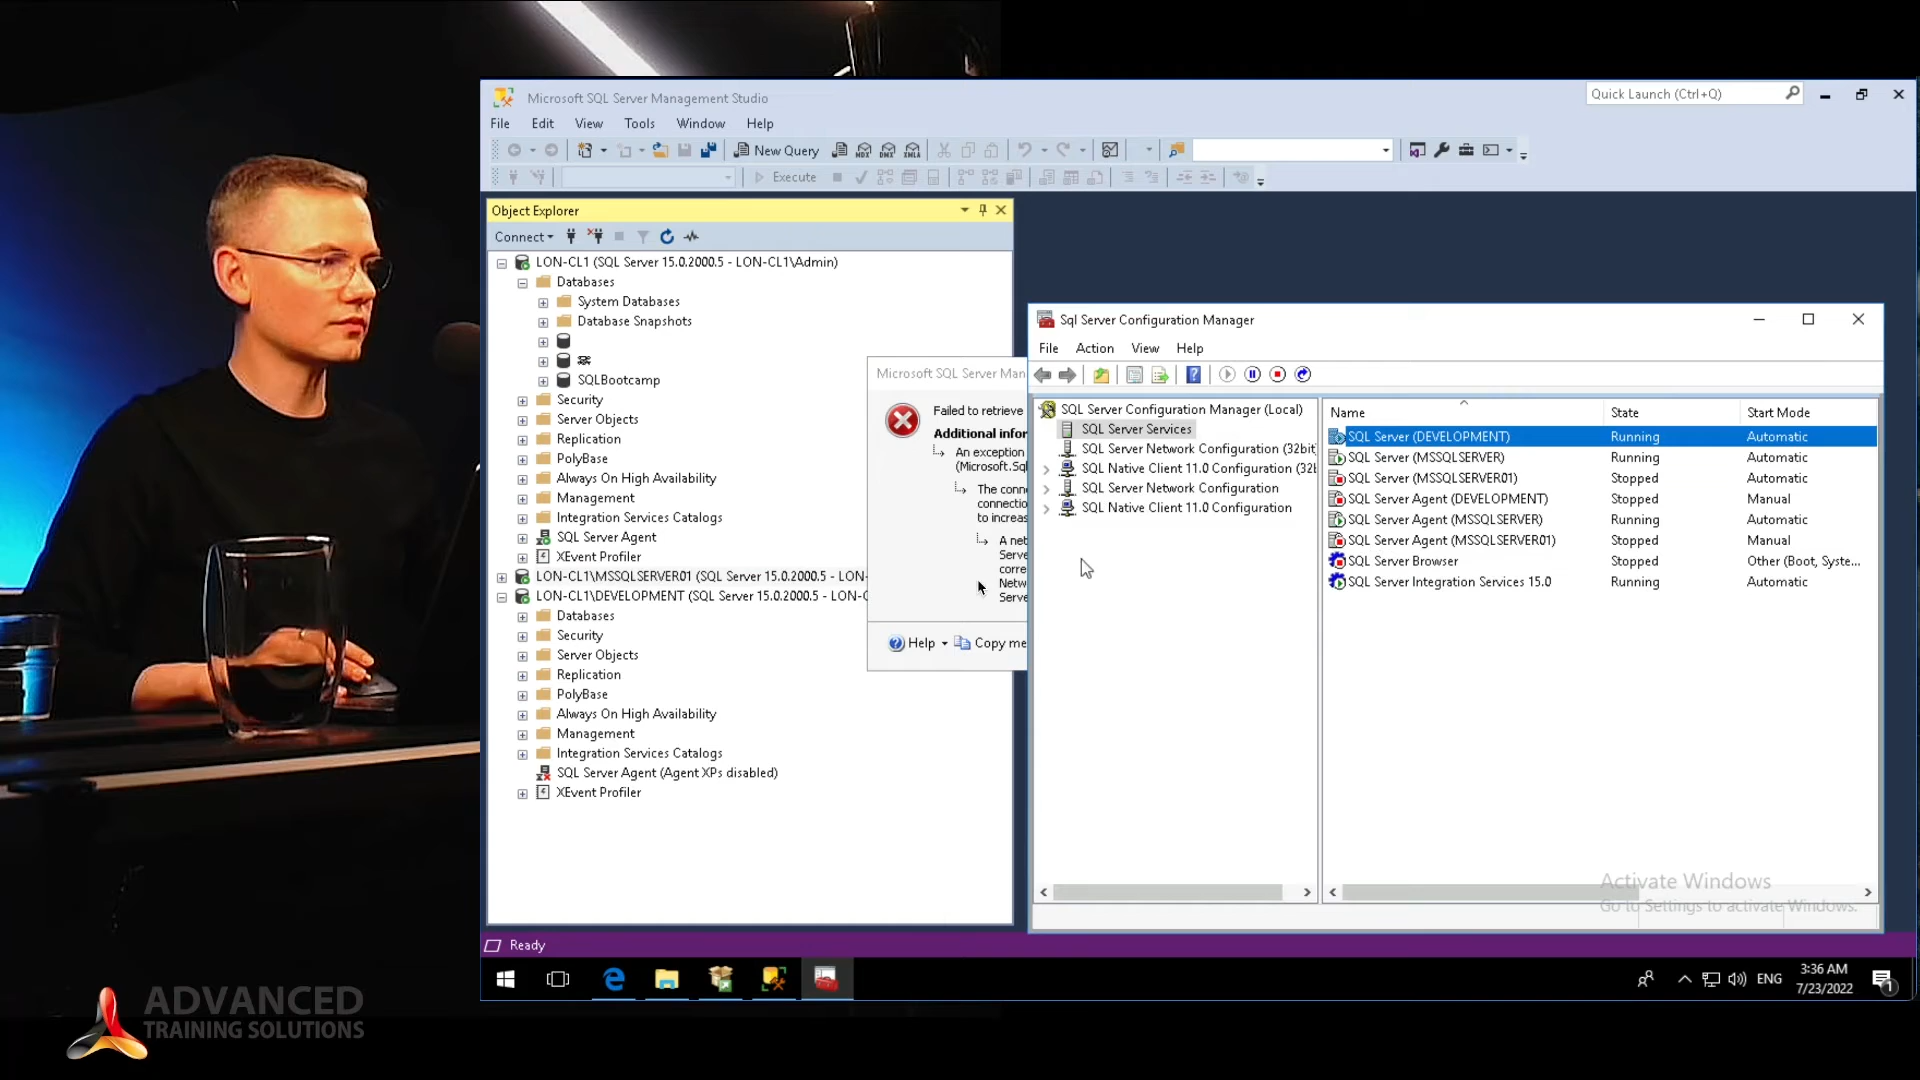 Microsoft SQL Server Management Studio
Quick Launch (Ctrl+Q)
File Edit View Tools Window Help
New Query
MDX DMX XMLA
Execute
Object Explorer
Connect
LON-CL1 (SQL Server 15.0.2000.5 - LON-CL1\Admin)
Databases
System Databases
Database Snapshots
SQLBootcamp
Security
Server Objects
Replication
PolyBase
Always On High Availability
Management
Integration Services Catalogs
SQL Server Agent
XEvent Profiler
LON-CL1\MSSQLSERVER01 (SQL Server 15.0.2000.5 - LON-
LON-CL1\DEVELOPMENT (SQL Server 15.0.2000.5 - LON-C
Databases
Security
Server Objects
Replication
PolyBase
Always On High Availability
Management
Integration Services Catalogs
SQL Server Agent (Agent XPs disabled)
XEvent Profiler
Microsoft SQL Server Man
Failed to retrieve
Additional infor
An exception
(Microsoft.Sql
The conne
connection
to increas
A net
Serve
corre
Netw
Serve
Help
Copy me
Sql Server Configuration Manager
File Action View Help
SQL Server Configuration Manager (Local)
SQL Server Services
SQL Server Network Configuration (32bit
SQL Native Client 11.0 Configuration (32b
SQL Server Network Configuration
SQL Native Client 11.0 Configuration
Name State Start Mode
SQL Server (DEVELOPMENT) Running Automatic
SQL Server (MSSQLSERVER) Running Automatic
SQL Server (MSSQLSERVER01) Stopped Automatic
SQL Server Agent (DEVELOPMENT) Stopped Manual
SQL Server Agent (MSSQLSERVER) Running Automatic
SQL Server Agent (MSSQLSERVER01) Stopped Manual
SQL Server Browser Stopped Other (Boot, Syste...
SQL Server Integration Services 15.0 Running Automatic
Activate Windows
Go to Settings to activate Windows.
Ready
ENG
3:36 AM
7/23/2022
1
ADVANCED
TRAINING SOLUTIONS